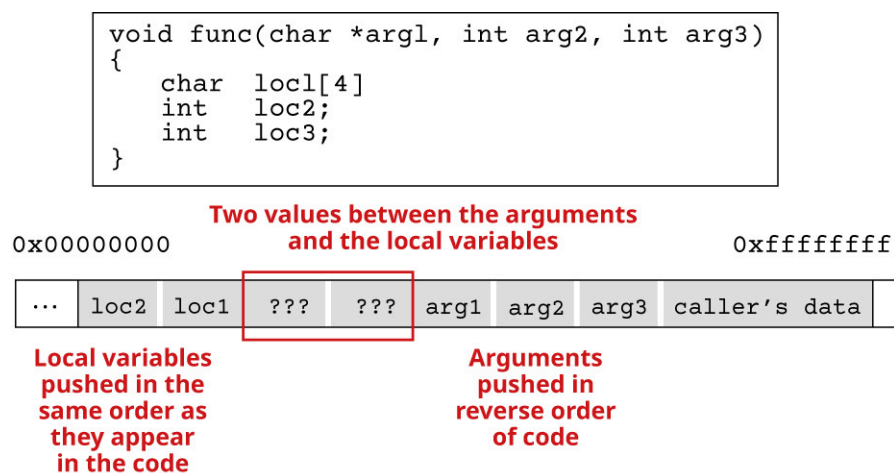 void func(char *argl, int arg2, int arg3)
{
char locl[4]
int loc2;
int loc3;
}
Two values between the arguments
and the local variables
0x00000000
0xffffffff
... loc2 loc1 ??? ??? arg1 arg2 arg3 caller's data
Local variables
pushed in the
same order as
they appear
in the code
Arguments
pushed in
reverse order
of code